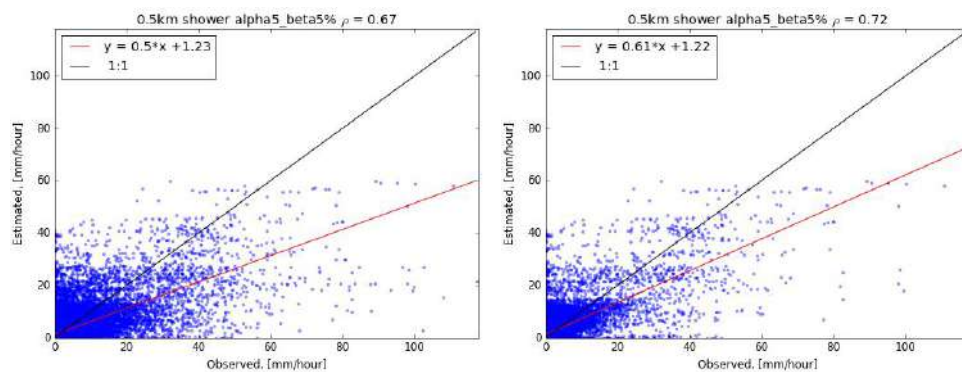 0.5km shower alpha5_beta5% ρ = 0.67
y = 0.5*x +1.23
1:1
Estimated, [mm/hour]
100
80
60
40
20
0
0 20 40 60 80 100
Observed, [mm/hour]
0.5km shower alpha5_beta5% ρ = 0.72
y = 0.61*x +1.22
1:1
Estimated, [mm/hour]
100
80
60
40
20
0
0 20 40 60 80 100
Observed, [mm/hour]